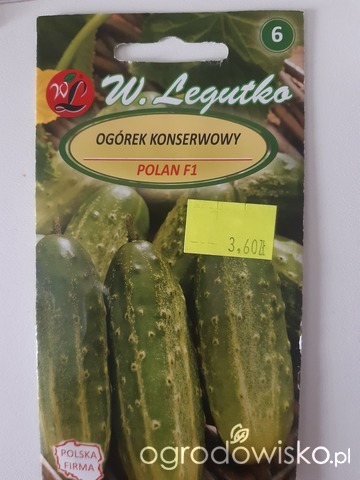 6
WL
W. Legutko
OGÓREK KONSERWOWY
POLAN F1
3,60zł
POLSKA
FIRMA
ogrodowisko.pl